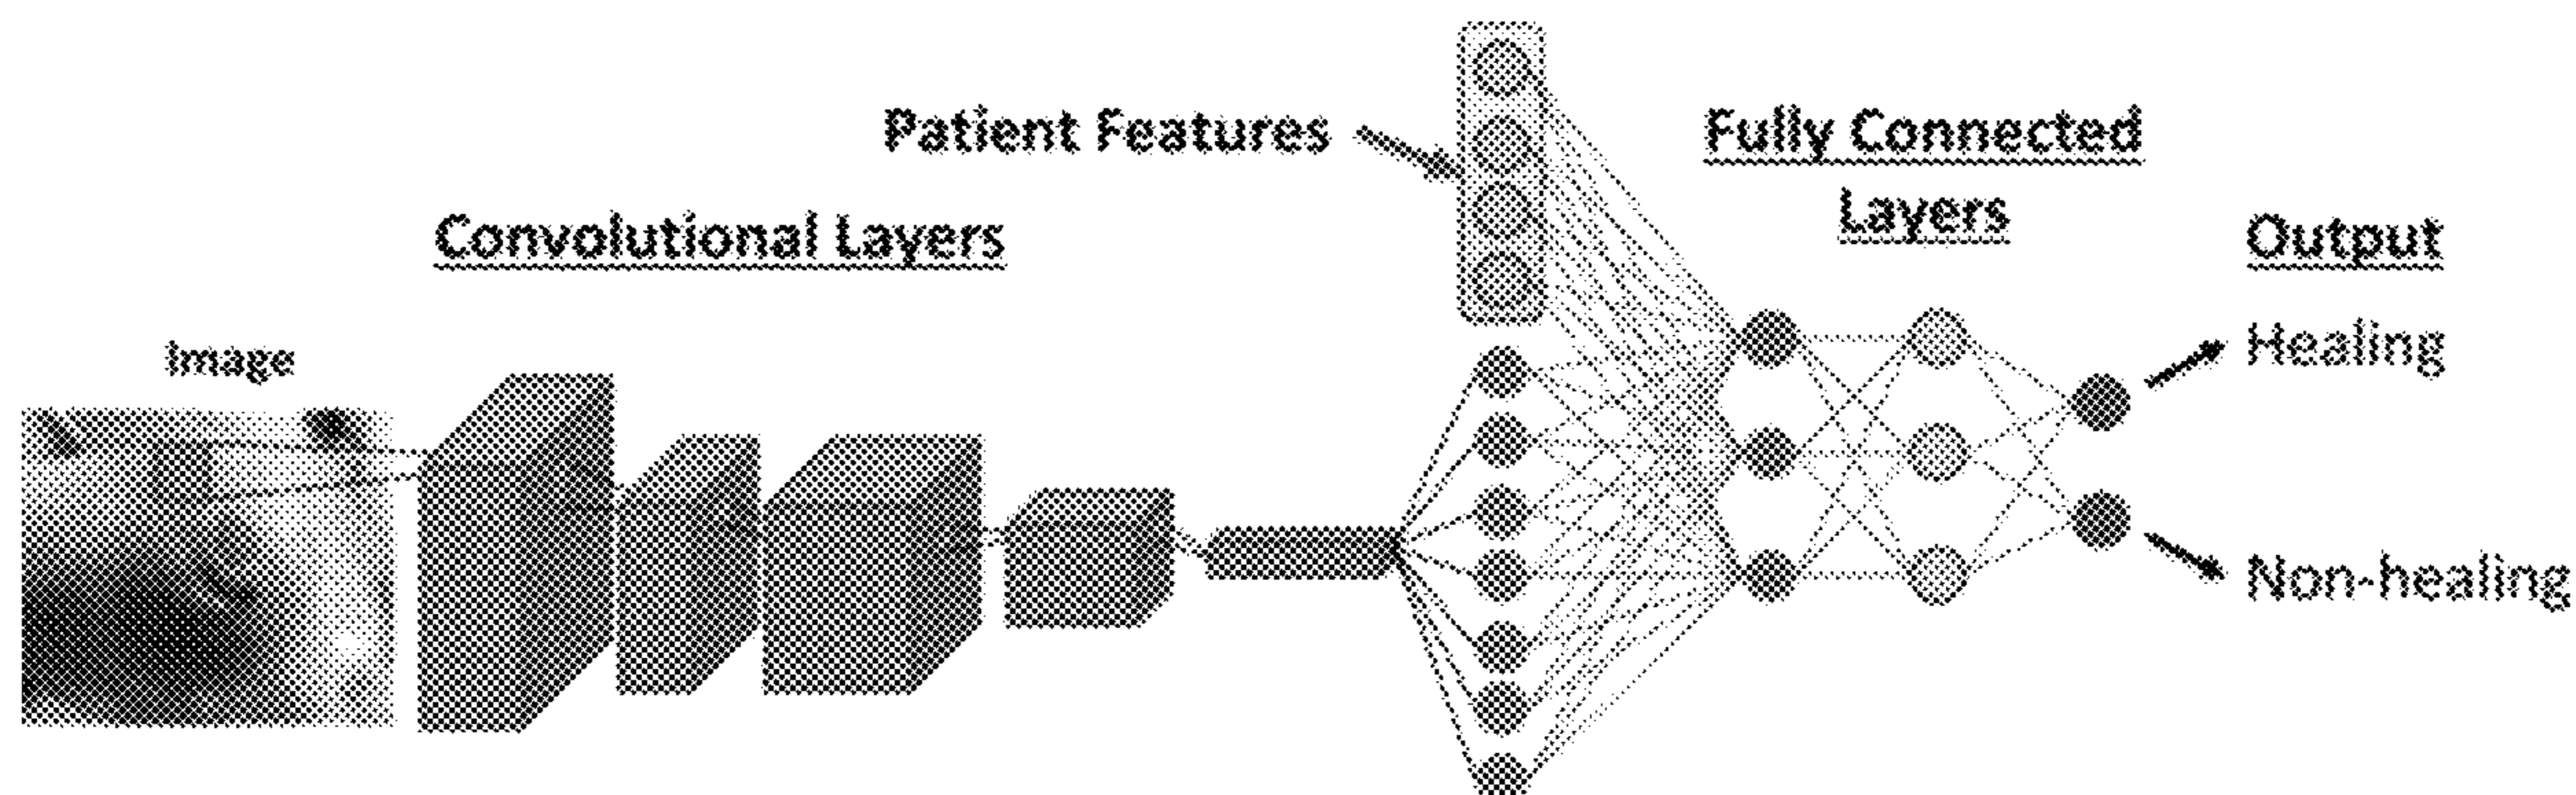 Patient Features
Fully Connected
Layers
Convolutional Layers
Output
Image
Healing
Non-healing